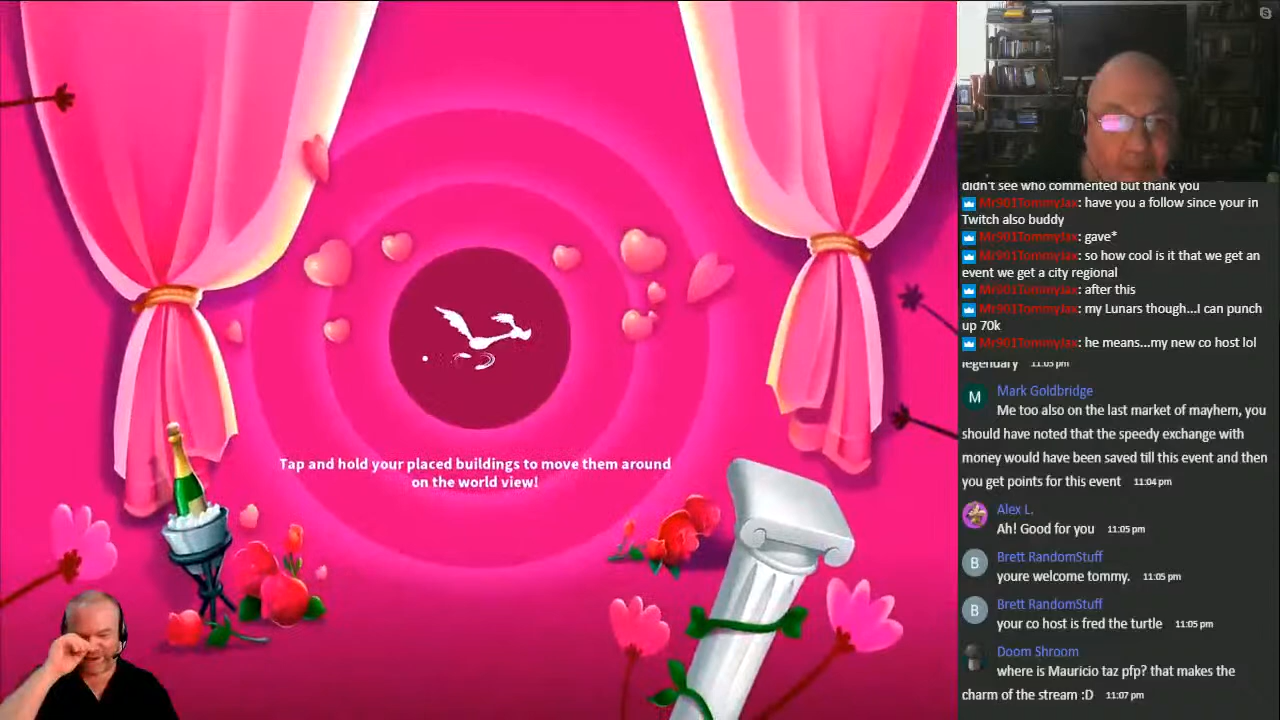 Tap and hold your placed buildings to move them around
on the world view!
didn't see who commented but thank you
Mr901TommyJax: have you a follow since your in
Twitch also buddy
Mr901TommyJax: gave*
Mr901TommyJax: so how cool is it that we get an
event we get a city regional
Mr901TommyJax: after this
Mr901TommyJax: my Lunars though...I can punch
up 70k
Mr901TommyJax: he means...my new co host lol
legendary 11:03 pm
M Mark Goldbridge
Me too also on the last market of mayhem, you
should have noted that the speedy exchange with
money would have been saved till this event and then
you get points for this event 11:04 pm
Alex L.
Ah! Good for you 11:05 pm
B Brett RandomStuff
youre welcome tommy. 11:05 pm
B Brett RandomStuff
your co host is fred the turtle 11:05 pm
Doom Shroom
where is Mauricio taz pfp? that makes the
charm of the stream :D 11:07 pm